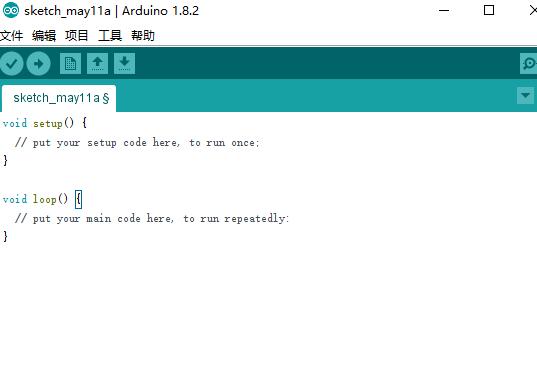 sketch_may11a | Arduino 1.8.2
文件 编辑 项目 工具 帮助
sketch_may11a §
void setup() {
// put your setup code here, to run once:
}
void loop() {
// put your main code here, to run repeatedly:
}